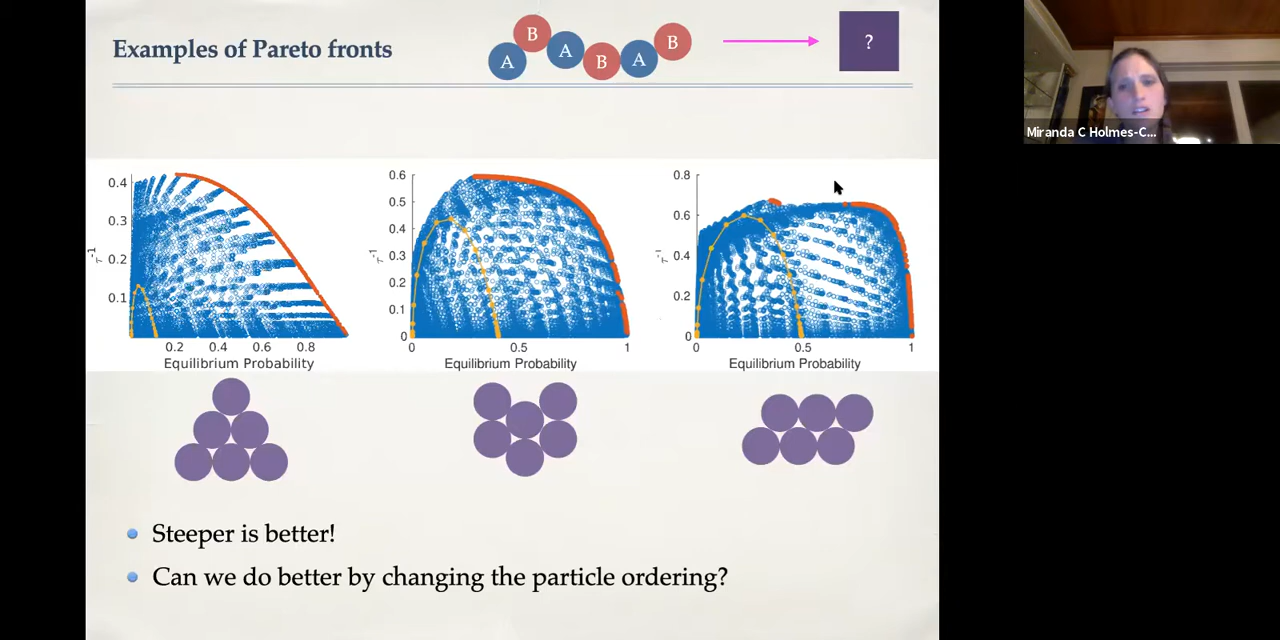 Examples of Pareto fronts
A B A B A B
?
Miranda C Holmes-C...
0.4
0.3
0.2
0.1
τ⁻¹
0.2 0.4 0.6 0.8
Equilibrium Probability
0.6
0.5
0.4
0.3
0.2
0.1
0
τ⁻¹
0 0.5 1
Equilibrium Probability
0.8
0.6
0.4
0.2
0
τ⁻¹
0 0.5 1
Equilibrium Probability
Steeper is better!
Can we do better by changing the particle ordering?